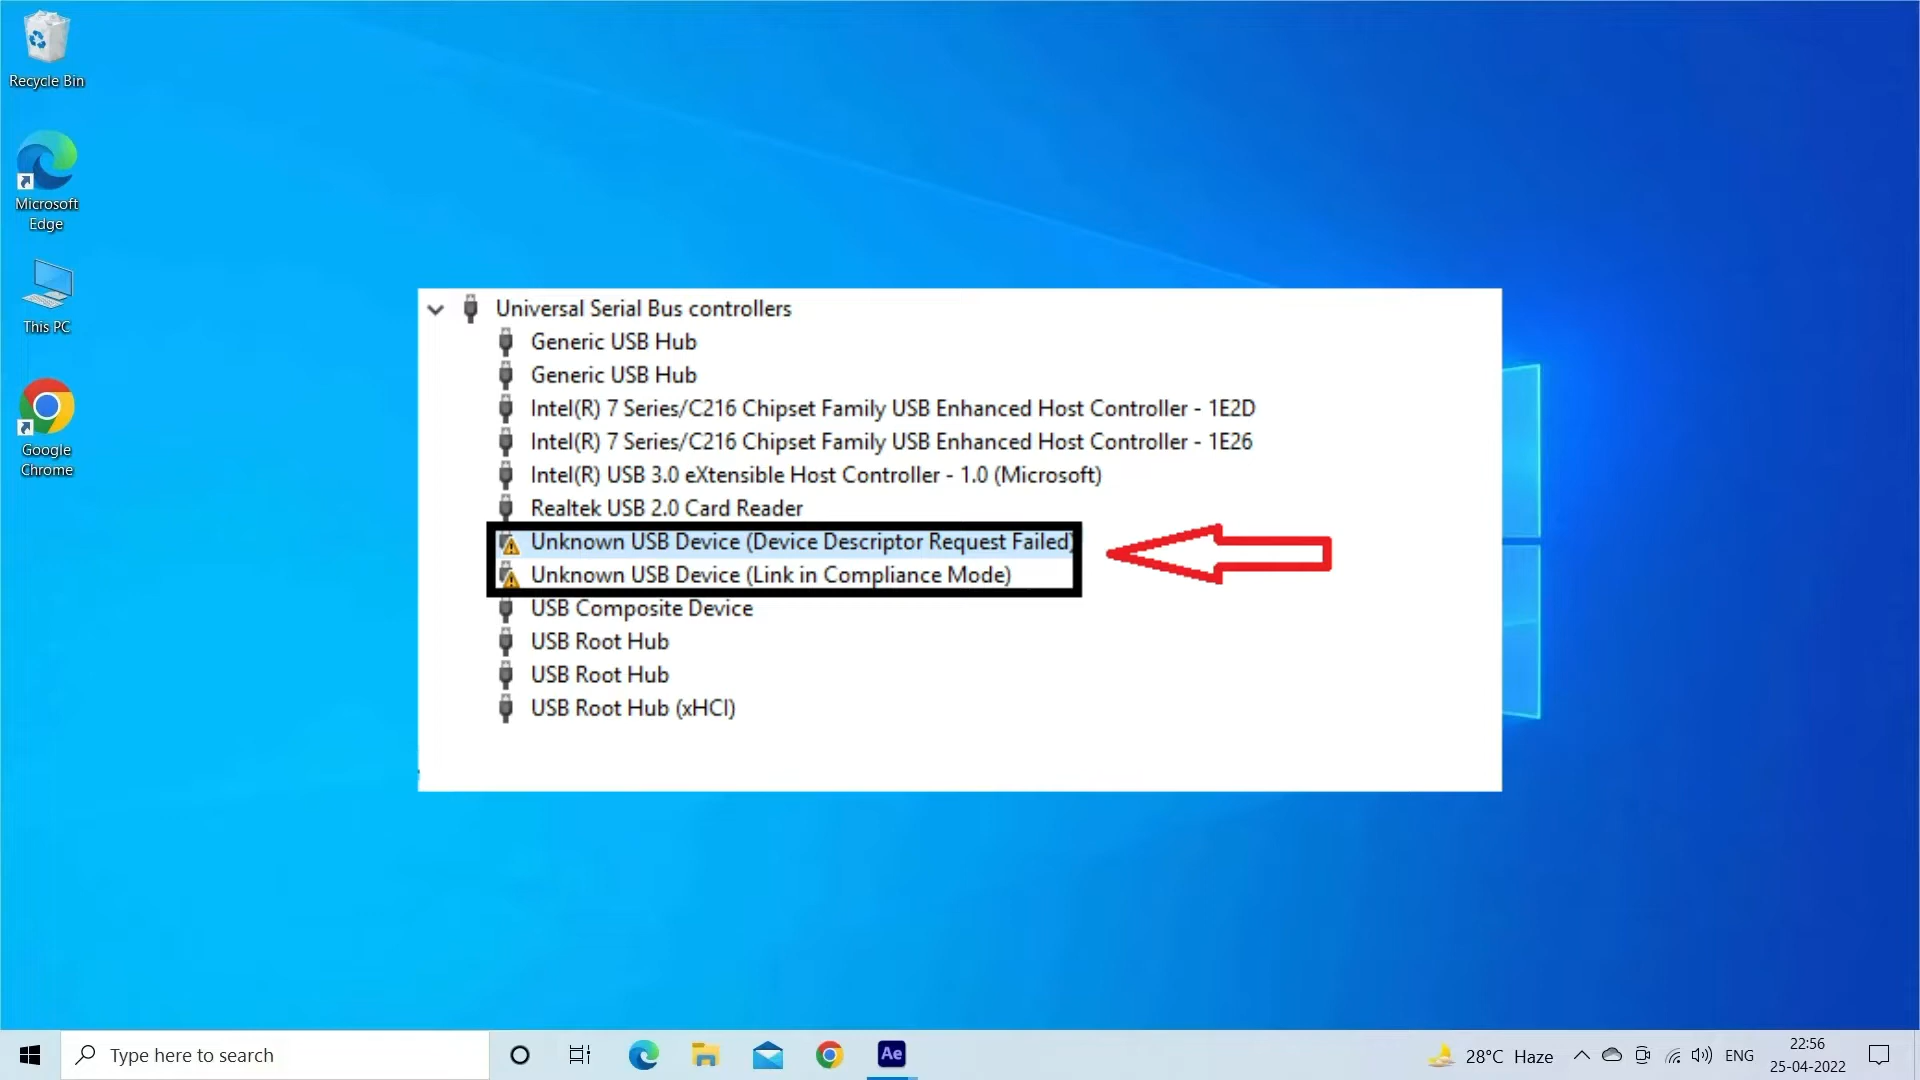 Recycle Bin
Microsoft
Edge
This PC
Google
Chrome
Universal Serial Bus controllers
Generic USB Hub
Generic USB Hub
Intel(R) 7 Series/C216 Chipset Family USB Enhanced Host Controller - 1E2D
Intel(R) 7 Series/C216 Chipset Family USB Enhanced Host Controller - 1E26
Intel(R) USB 3.0 eXtensible Host Controller - 1.0 (Microsoft)
Realtek USB 2.0 Card Reader
Unknown USB Device (Device Descriptor Request Failed)
Unknown USB Device (Link in Compliance Mode)
USB Composite Device
USB Root Hub
USB Root Hub
USB Root Hub (xHCI)
Type here to search
Ae
28°C Haze
ENG
22:56
25-04-2022